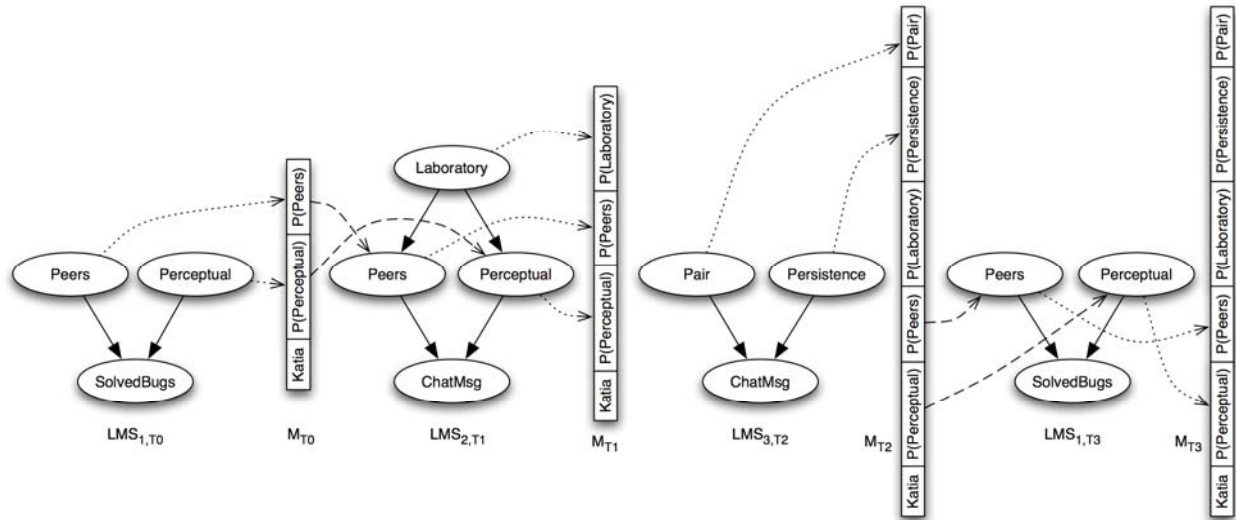 Peers
Perceptual
SolvedBugs
LMS1,T0
P(Peers)
P(Perceptual)
Katia
MT0
Laboratory
Peers
Perceptual
ChatMsg
LMS2,T1
P(Laboratory)
P(Peers)
P(Perceptual)
Katia
MT1
Pair
Persistence
ChatMsg
LMS3,T2
P(Pair)
P(Persistence)
P(Laboratory)
P(Peers)
P(Perceptual)
Katia
MT2
Peers
Perceptual
SolvedBugs
LMS1,T3
P(Pair)
P(Persistence)
P(Laboratory)
P(Peers)
P(Perceptual)
Katia
MT3